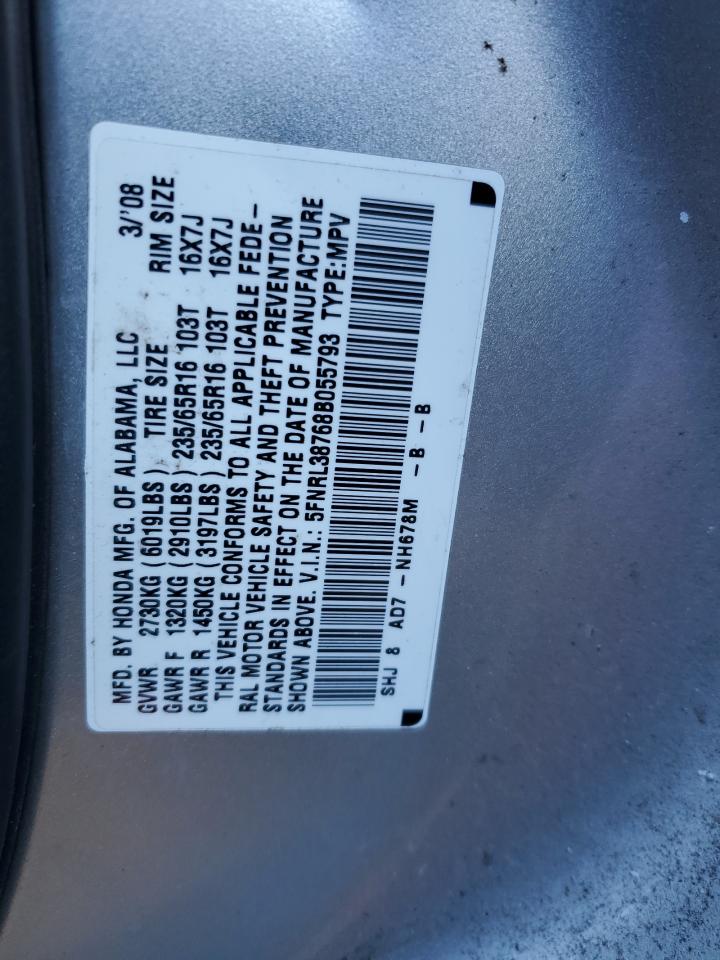 MFD. BY HONDA MFG. OF ALABAMA, LLC 3/'08
GVWR 2730KG (6019LBS) TIRE SIZE RIM SIZE
GAWR F 1320KG (2910LBS) 235/65R16 103T 16X7J
GAWR R 1450KG (3197LBS) 235/65R16 103T 16X7J
THIS VEHICLE CONFORMS TO ALL APPLICABLE FEDE-
RAL MOTOR VEHICLE SAFETY AND THEFT PREVENTION
STANDARDS IN EFFECT ON THE DATE OF MANUFACTURE
SHOWN ABOVE. V.I.N.: 5FNRL38768B055793 TYPE:MPV
SHJ 8 AD7 -NH678M -B -B